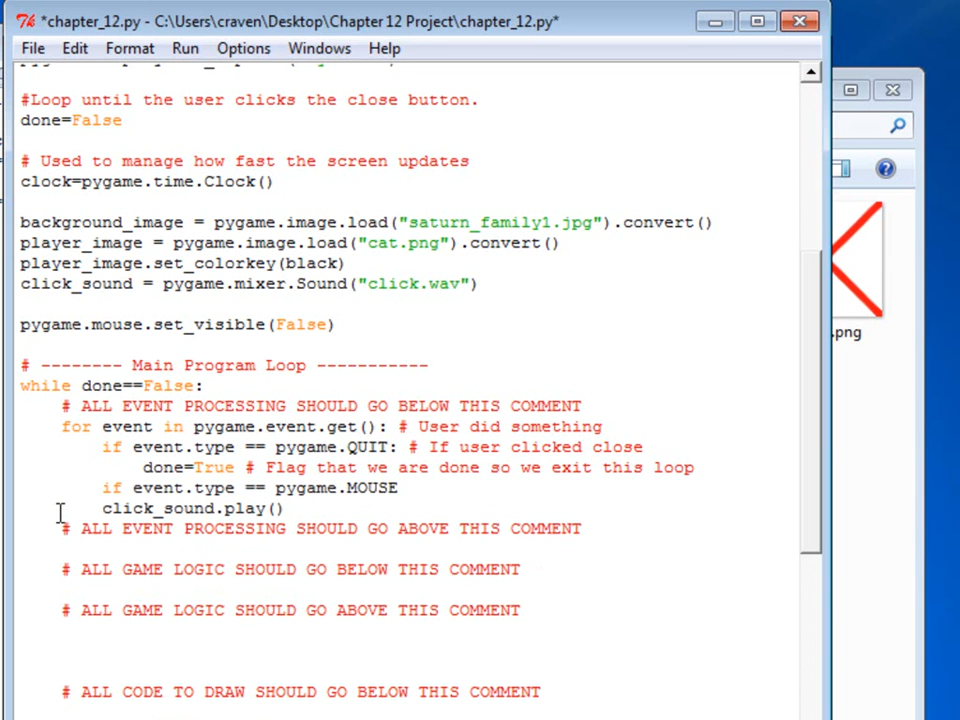 *chapter_12.py - C:\Users\craven\Desktop\Chapter 12 Project\chapter_12.py*
File Edit Format Run Options Windows Help
#Loop until the user clicks the close button.
done=False
# Used to manage how fast the screen updates
clock=pygame.time.Clock()
background_image = pygame.image.load("saturn_family1.jpg").convert()
player_image = pygame.image.load("cat.png").convert()
player_image.set_colorkey(black)
click_sound = pygame.mixer.Sound("click.wav")
pygame.mouse.set_visible(False)
# -------- Main Program Loop -----------
while done==False:
    # ALL EVENT PROCESSING SHOULD GO BELOW THIS COMMENT
    for event in pygame.event.get(): # User did something
        if event.type == pygame.QUIT: # If user clicked close
            done=True # Flag that we are done so we exit this loop
        if event.type == pygame.MOUSE
        click_sound.play()
    # ALL EVENT PROCESSING SHOULD GO ABOVE THIS COMMENT
    # ALL GAME LOGIC SHOULD GO BELOW THIS COMMENT
    # ALL GAME LOGIC SHOULD GO ABOVE THIS COMMENT
    # ALL CODE TO DRAW SHOULD GO BELOW THIS COMMENT
.png